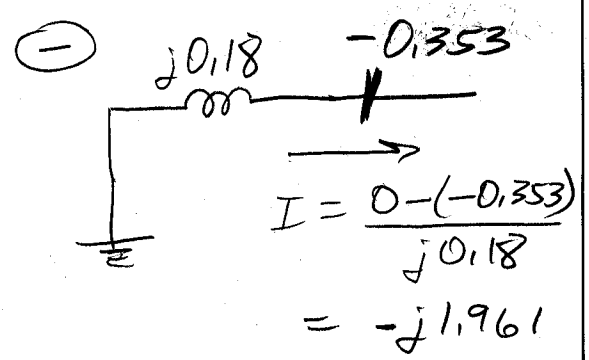 −
j0.18
-0.353
I = 0-(-0.353) / j0.18
= -j1.961